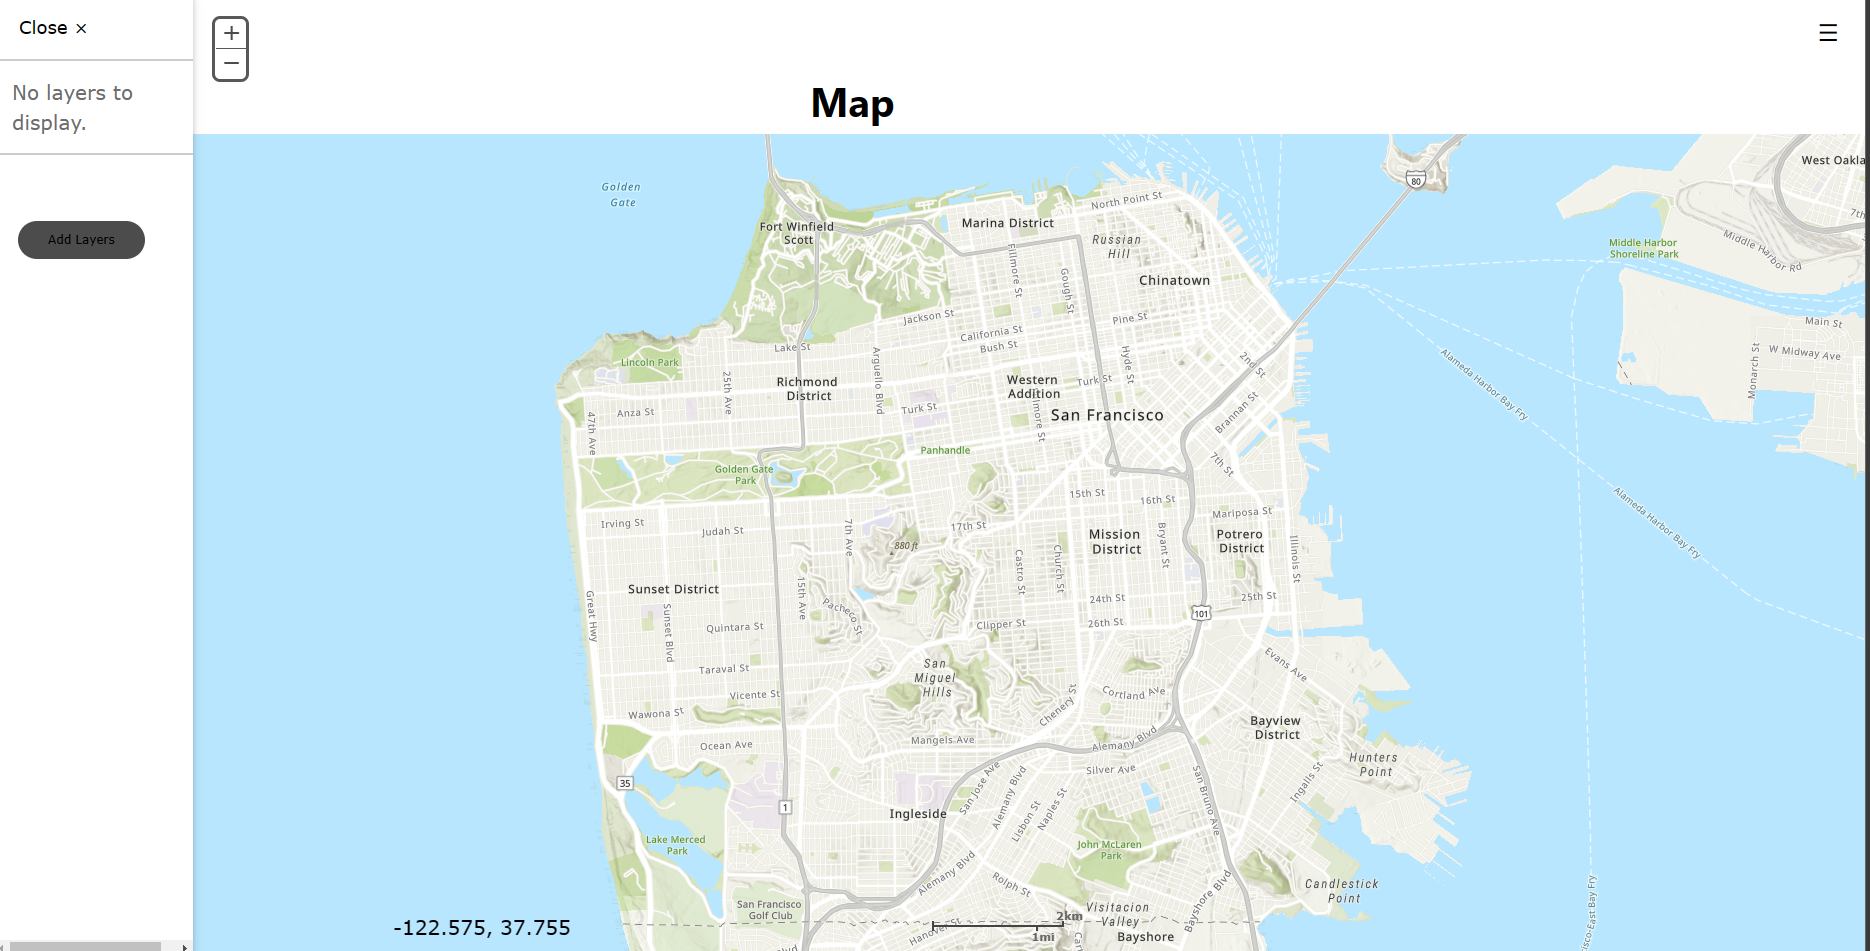 Close ×
+
−
☰
Map
No layers to
display.
Add Layers
Golden
Gate
Fort Winfield
Scott
Marina District
North Point St
Russian
Hill
Chinatown
Fillmore St
Gough St
Jackson St
California St
Bush St
Pine St
Hyde St
2nd St
80
West Oakla
7th
Middle Harbor
Shoreline Park
Middle Harbor Rd
Main St
W Midway Ave
Monarch St
Alameda Harbor Bay Fry
Alameda Harbor Bay Fry
Lincoln Park
Lake St
25th Ave
Richmond
District
Arguello Blvd
Western
Addition
Turk St
Turk St
lmore St
San Francisco
Brannan St
47th Ave
Anza St
Panhandle
Golden Gate
Park
7th St
15th St
16th St
Irving St
Judah St
7th Ave
17th St
880 ft
Mission
District
Bryant St
Mariposa St
Potrero
District
Illinois St
Castro St
Church St
Sunset District
15th Ave
Pacheco St
24th St
25th St
Great Hwy
Sunset Blvd
Quintara St
Clipper St
26th St
101
Taraval St
San
Miguel
Hills
Evans Ave
Vicente St
Cortland Ave
Chenery St
Wawona St
Bayview
District
Ocean Ave
Mangels Ave
Alemany Blvd
Hunters
Point
35
Silver Ave
San Jose Ave
Alemany Blvd
San Bruno Ave
Ingalls St
1
Ingleside
Lisbon St
Naples St
Lake Merced
Park
John McLaren
Park
Alemany Blvd
Rolph St
Bayshore Blvd
Candlestick
Point
San Francisco
Golf Club
Visitacion
Valley
2km
1mi
Hanover St
Bayshore
lvd
Car
isco-East Bay Fry
-122.575, 37.755